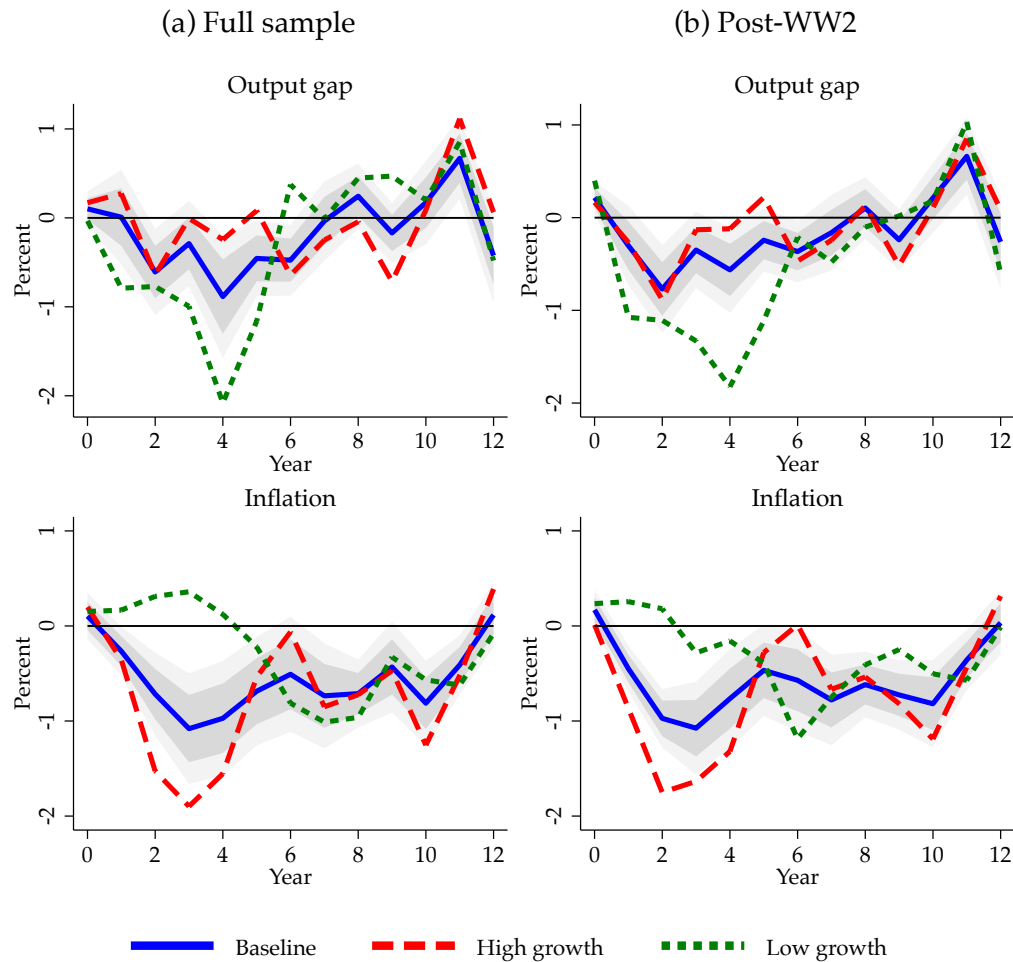 (a) Full sample
(b) Post-WW2
Output gap
Percent
1
0
-1
-2
0 2 4 6 8 10 12
Year
Output gap
Percent
1
0
-1
-2
0 2 4 6 8 10 12
Year
Inflation
Percent
1
0
-1
-2
0 2 4 6 8 10 12
Year
Inflation
Percent
1
0
-1
-2
0 2 4 6 8 10 12
Year
Baseline High growth Low growth